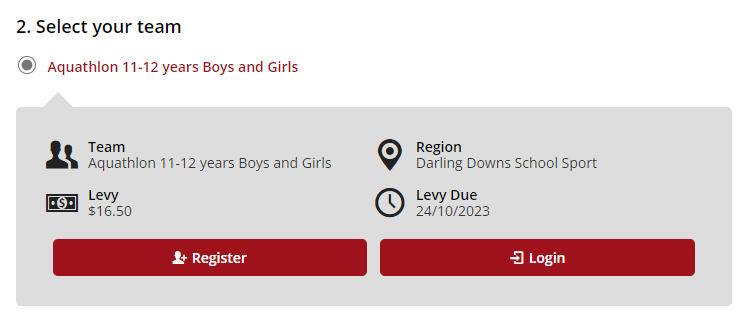 2. Select your team
Aquathlon 11-12 years Boys and Girls
Team
Aquathlon 11-12 years Boys and Girls
Region
Darling Downs School Sport
Levy
$16.50
Levy Due
24/10/2023
Register
Login